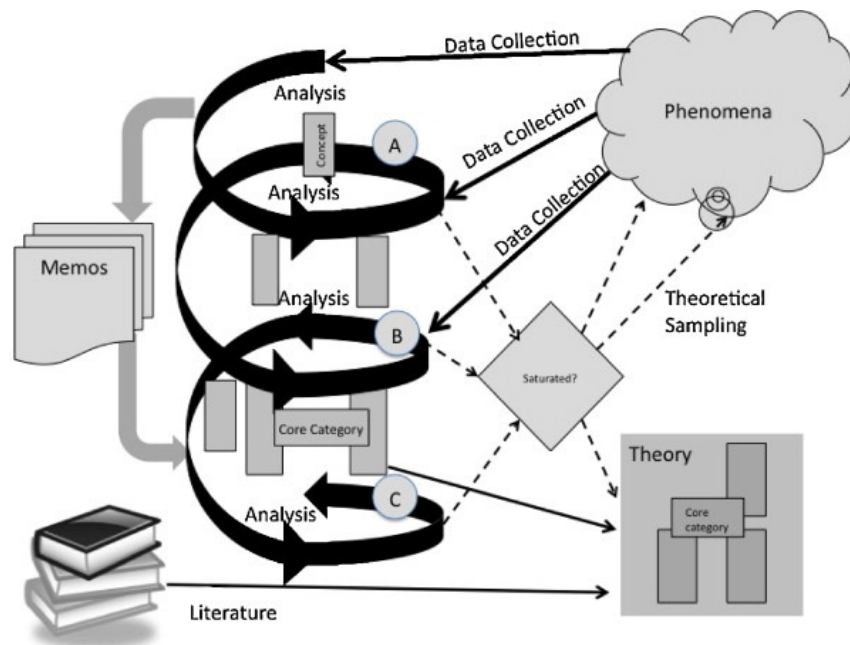 Data Collection
Analysis
Phenomena
A
Concept
Data Collection
Analysis
Data Collection
Memos
Analysis
B
Theoretical
Sampling
Saturated?
Core Category
Theory
C
Analysis
Core
category
Literature